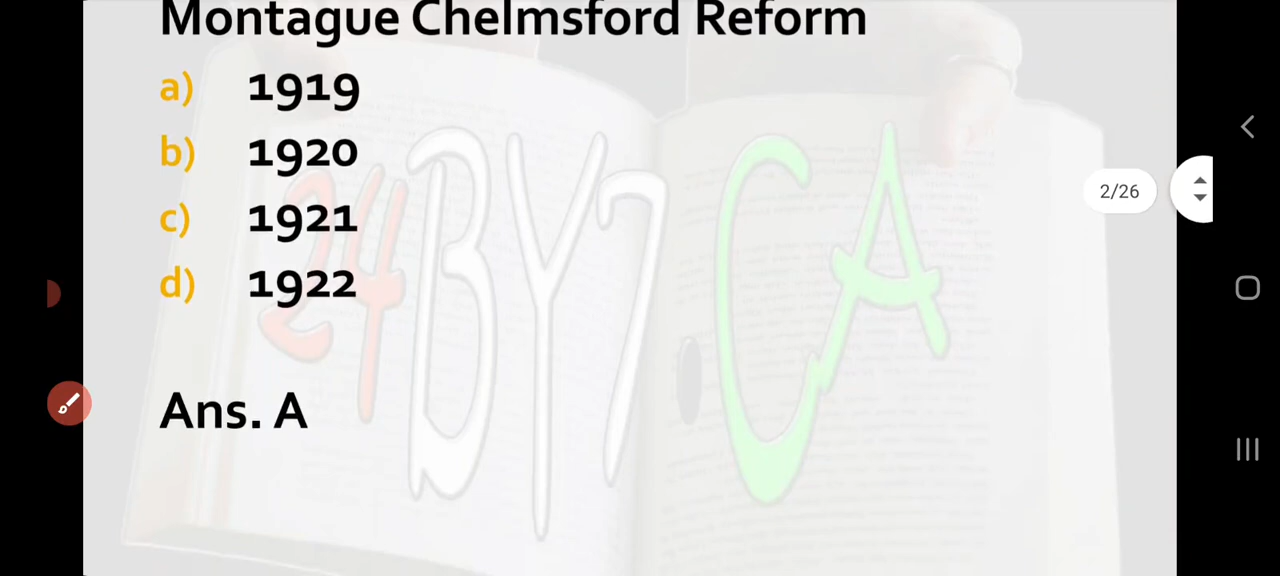 Montague Chelmsford Reform
a) 1919
b) 1920
c) 1921
d) 1922
2/26
Ans. A
24BY7 CA